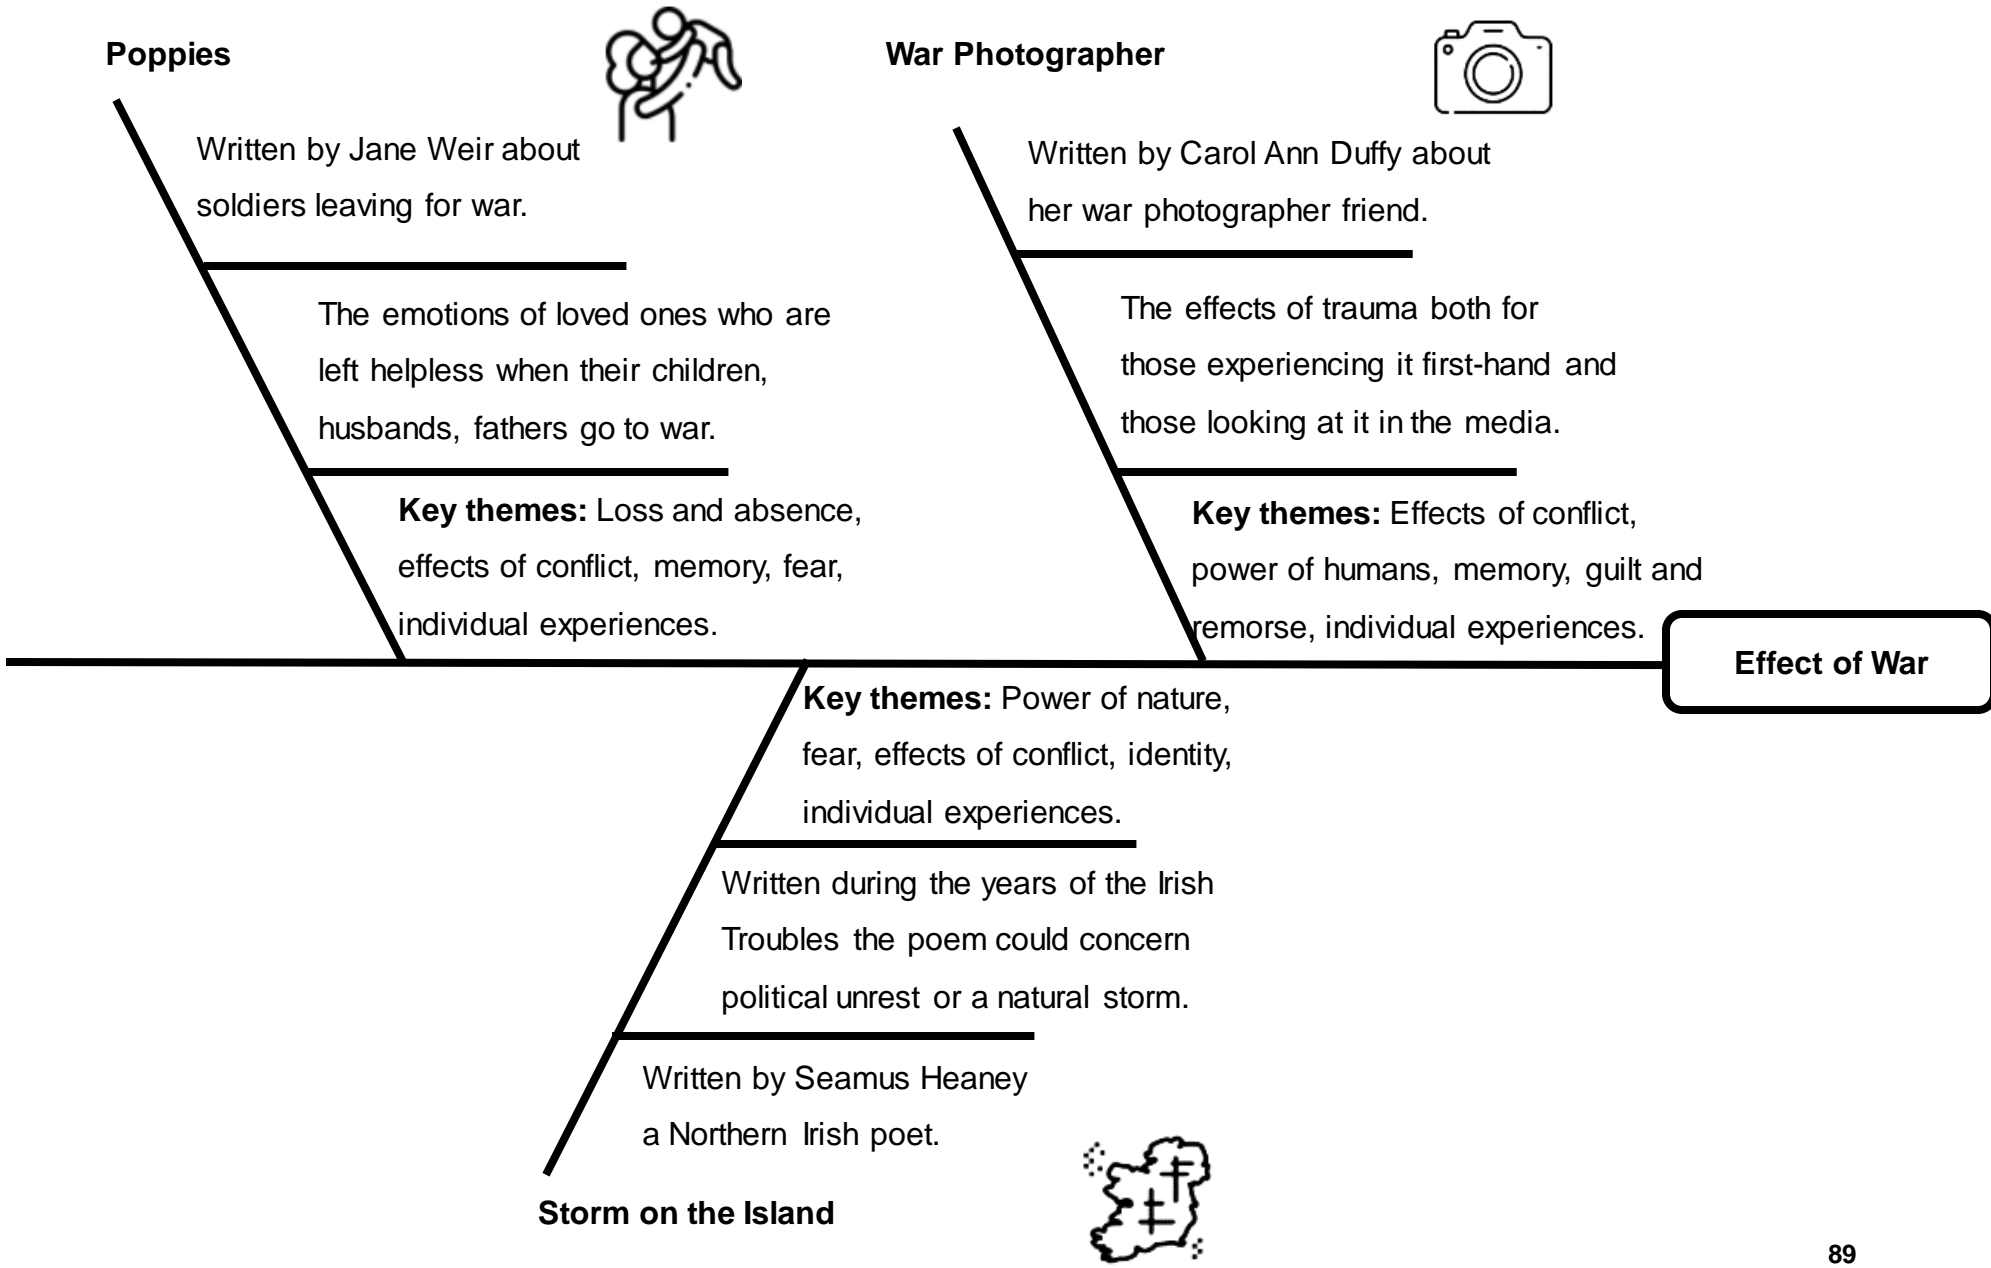 Poppies
Written by Jane Weir about
soldiers leaving for war.
The emotions of loved ones who are
left helpless when their children,
husbands, fathers go to war.
Key themes: Loss and absence,
effects of conflict, memory, fear,
individual experiences.
War Photographer
Written by Carol Ann Duffy about
her war photographer friend.
The effects of trauma both for
those experiencing it first-hand and
those looking at it in the media.
Key themes: Effects of conflict,
power of humans, memory, guilt and
remorse, individual experiences.
Effect of War
Key themes: Power of nature,
fear, effects of conflict, identity,
individual experiences.
Written during the years of the Irish
Troubles the poem could concern
political unrest or a natural storm.
Written by Seamus Heaney
a Northern Irish poet.
Storm on the Island
89